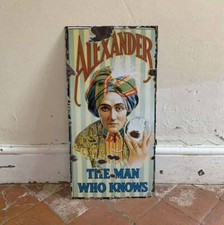 ALEXANDER
THE MAN
WHO KNOWS